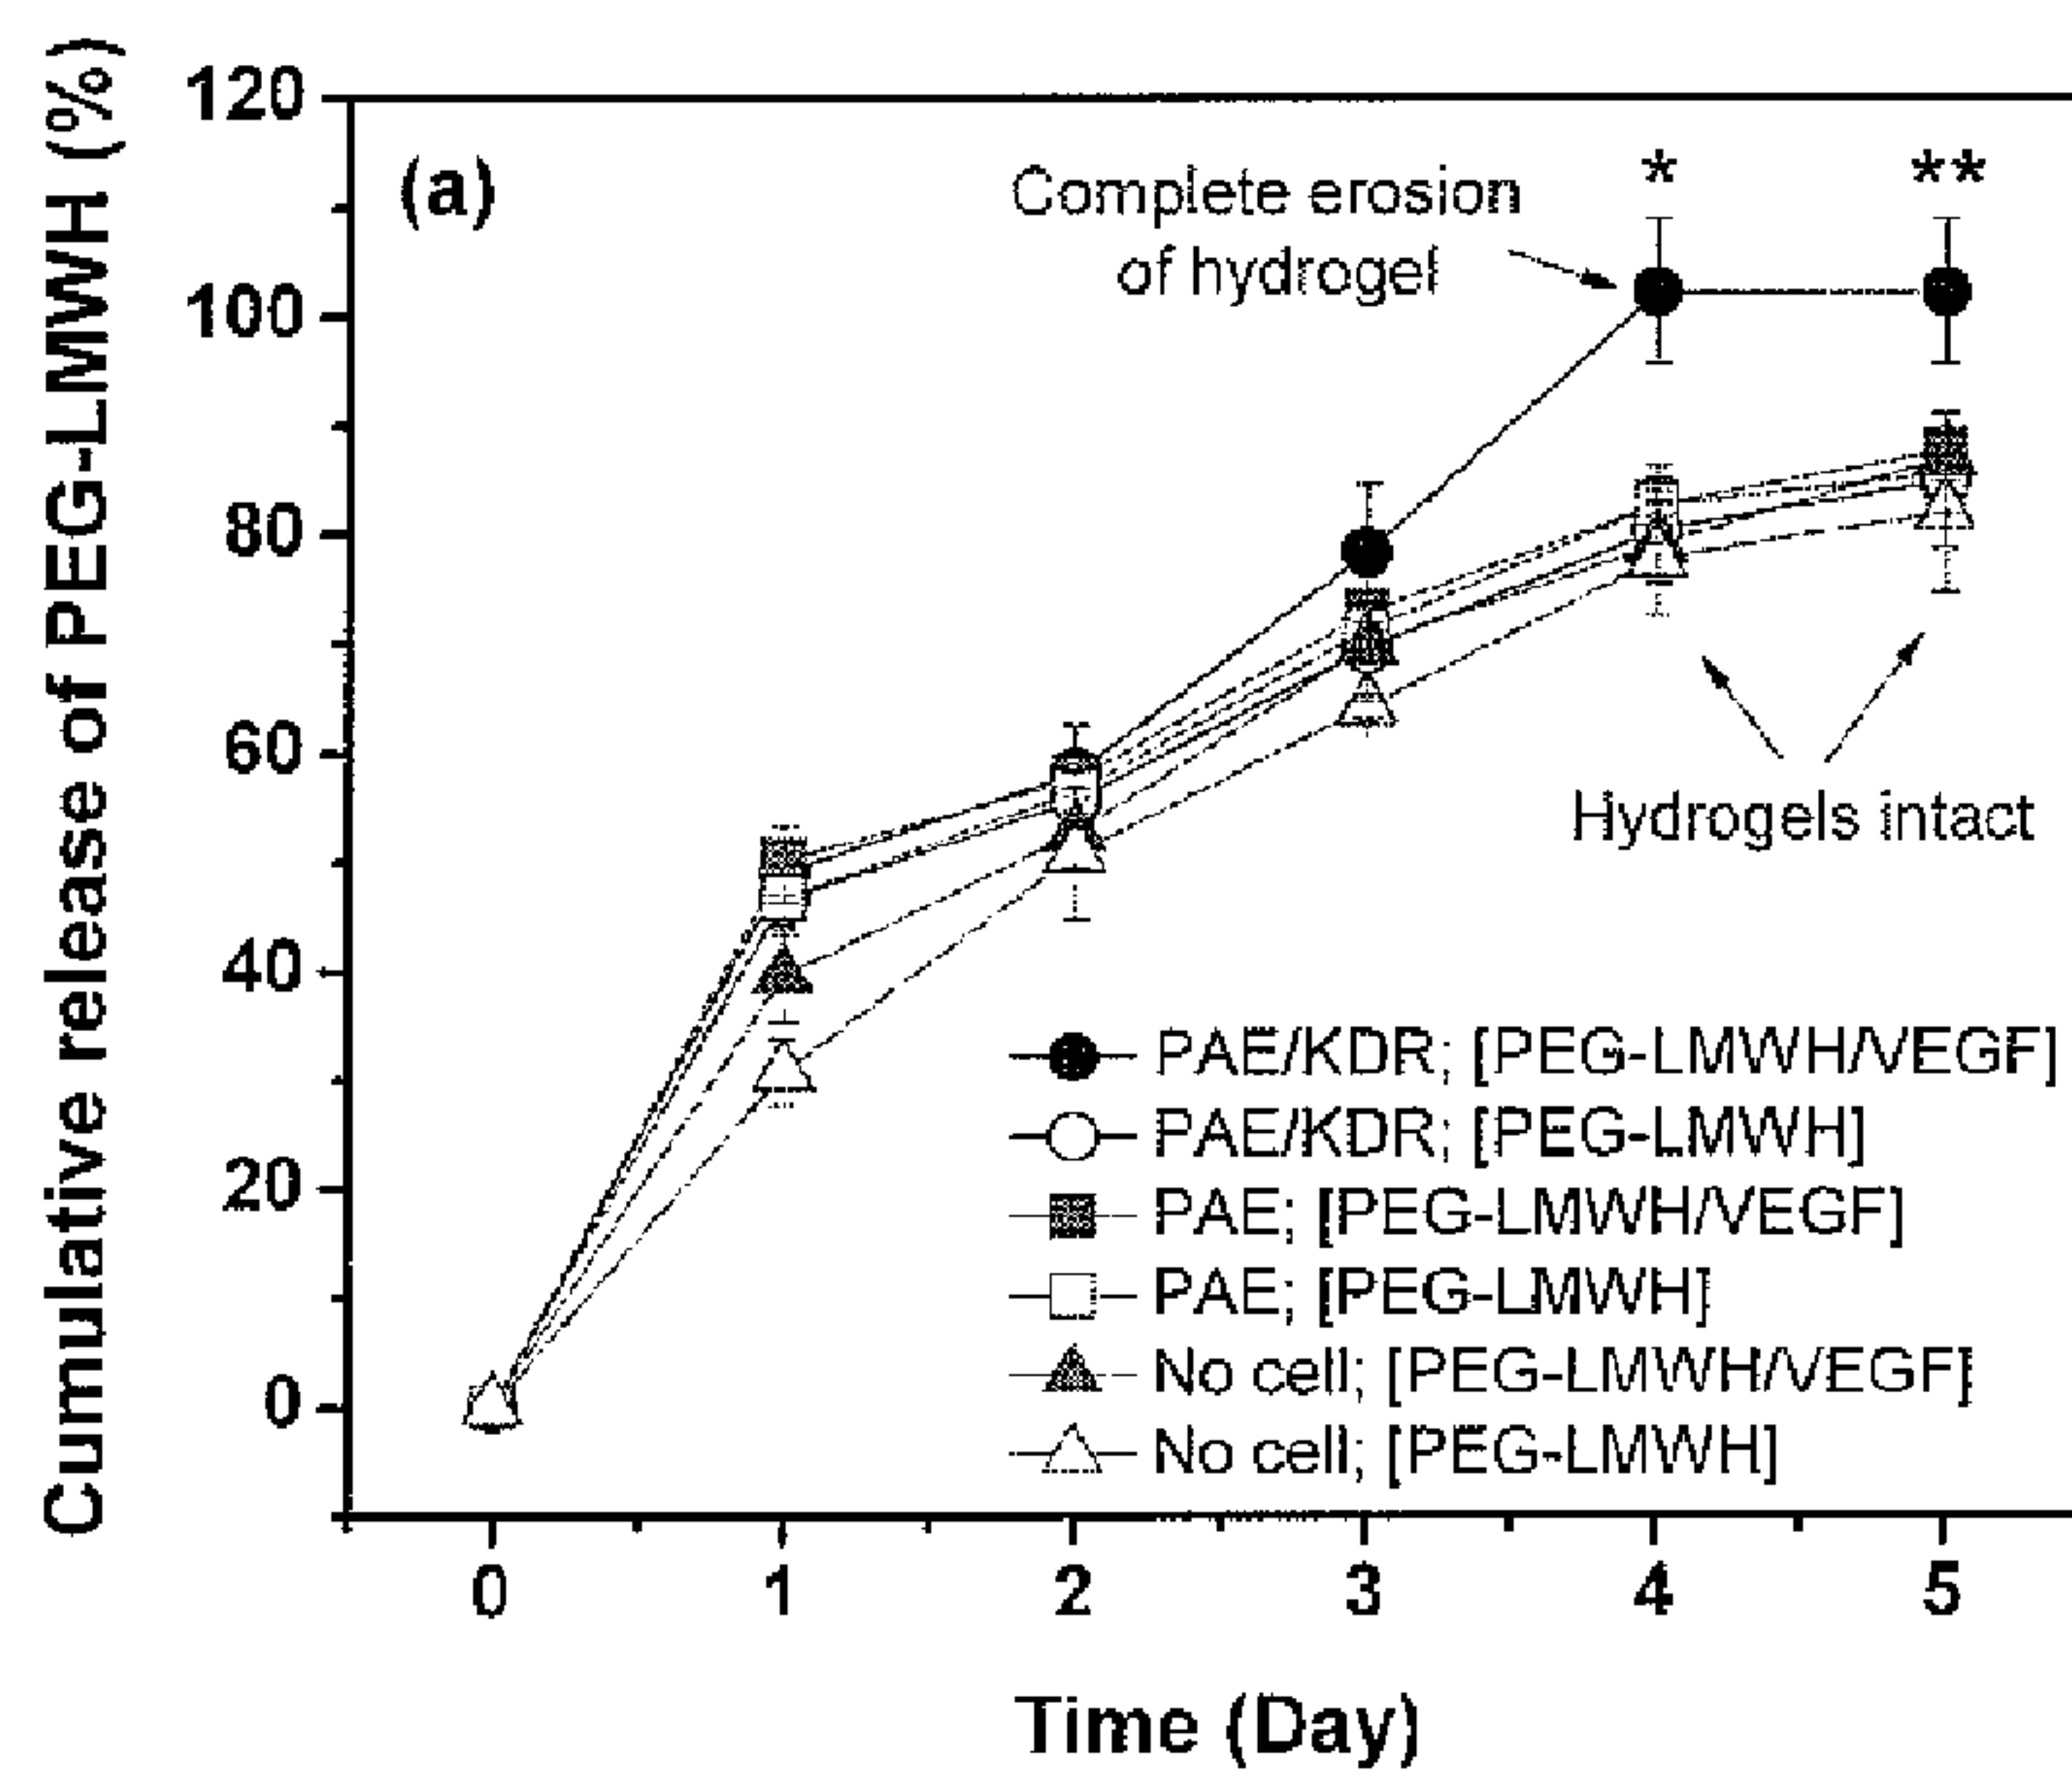 Cumulative release of PEG-LMWH (%)
120
100
80
60
40
20
0
(a)
Complete erosion
of hydrogel
*
**
Hydrogels intact
PAE/KDR; [PEG-LMWH/VEGF]
PAE/KDR; [PEG-LMWH]
PAE; [PEG-LMWH/VEGF]
PAE; [PEG-LMWH]
No cell; [PEG-LMWH/VEGF]
No cell; [PEG-LMWH]
0 1 2 3 4 5
Time (Day)